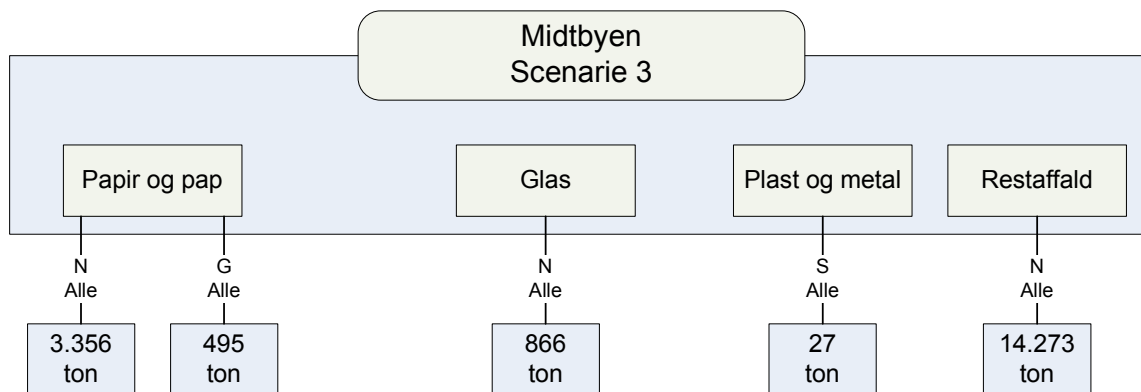 Midtbyen
Scenarie 3
Papir og pap
Glas
Plast og metal
Restaffald
N
Alle
G
Alle
N
Alle
S
Alle
N
Alle
3.356
ton
495
ton
866
ton
27
ton
14.273
ton